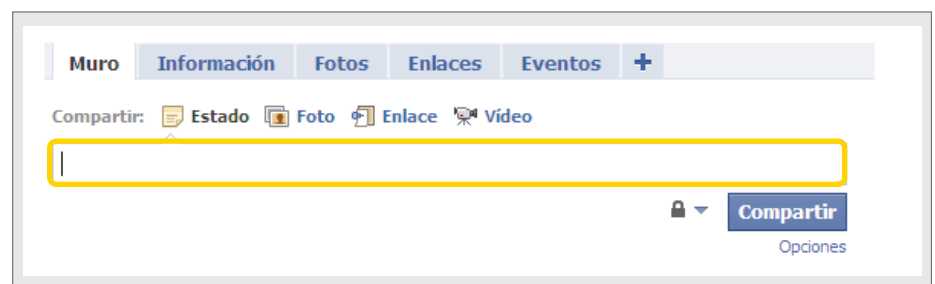 Muro Información Fotos Enlaces Eventos +
Compartir: Estado Foto Enlace Vídeo
Compartir
Opciones